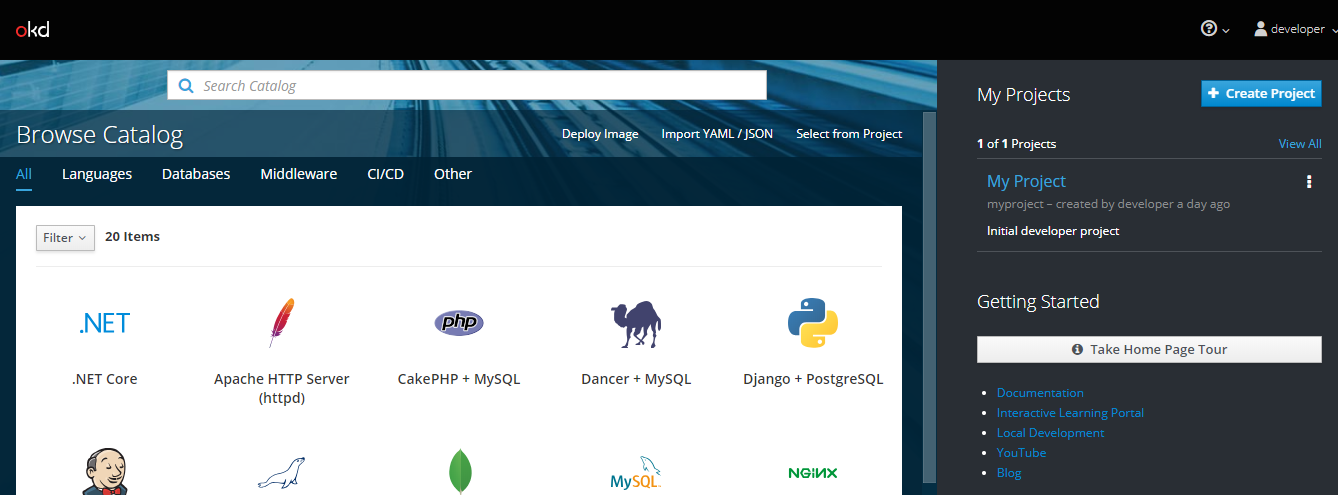 okd
developer
Search Catalog
Browse Catalog
Deploy Image Import YAML / JSON Select from Project
All Languages Databases Middleware CI/CD Other
Filter 20 Items
.NET
php
.NET Core
Apache HTTP Server
(httpd)
CakePHP + MySQL
Dancer + MySQL
Django + PostgreSQL
MySQL
NGINX
My Projects
Create Project
1 of 1 Projects View All
My Project
myproject – created by developer a day ago
Initial developer project
Getting Started
Take Home Page Tour
Documentation
Interactive Learning Portal
Local Development
YouTube
Blog